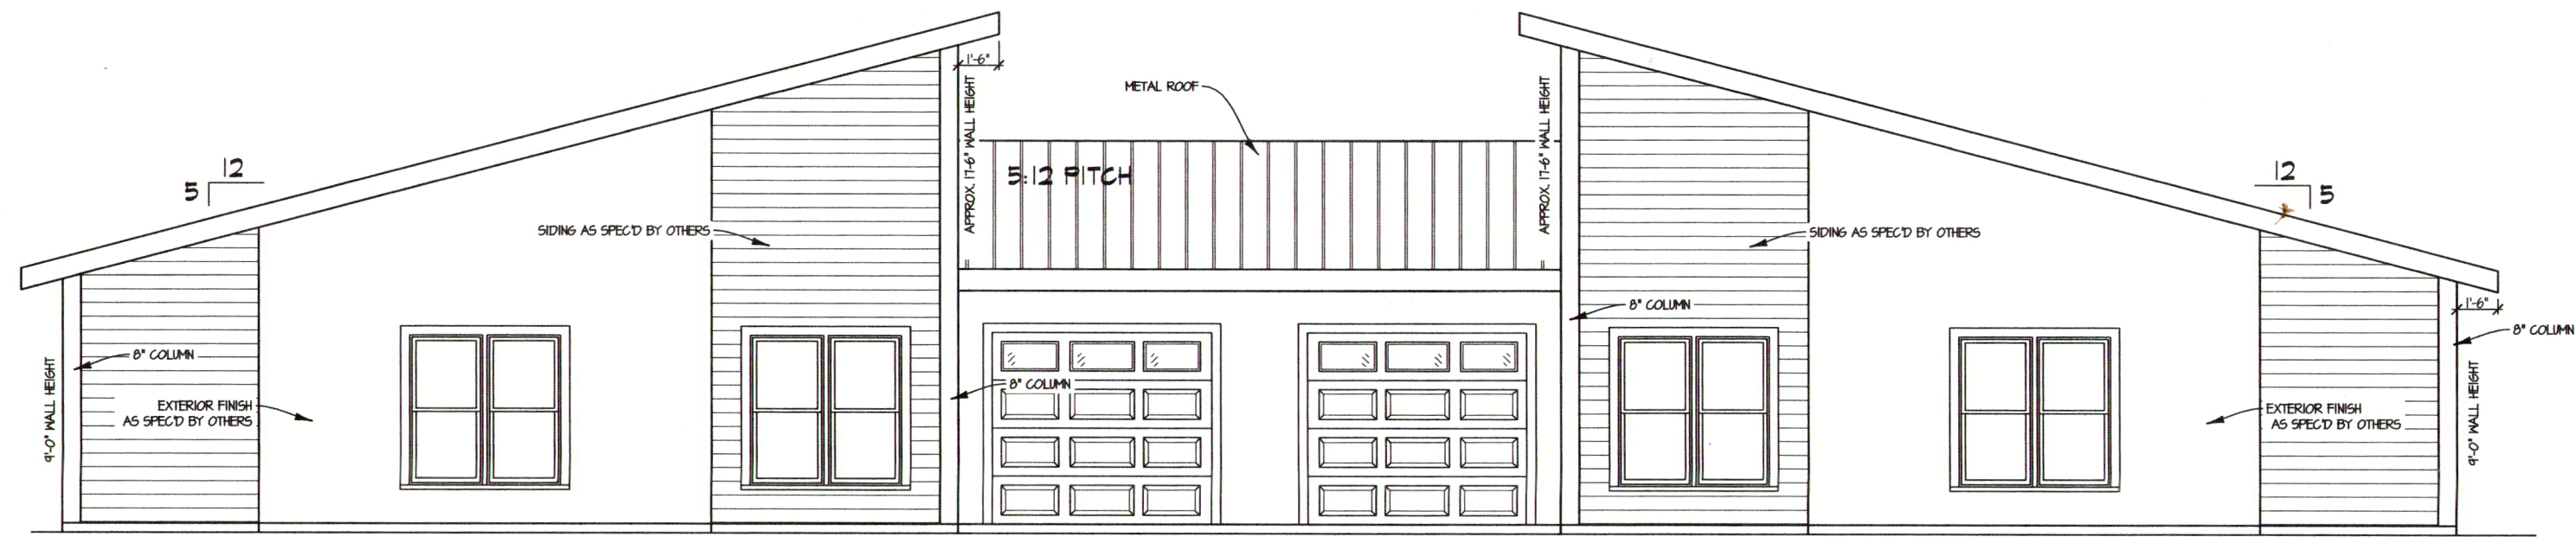 1'-6"
METAL ROOF
APPROX. 17'-6" WALL HEIGHT
APPROX. 17'-6" WALL HEIGHT
12
5
5:12 PITCH
12
5
SIDING AS SPEC'D BY OTHERS
SIDING AS SPEC'D BY OTHERS
8" COLUMN
1'-6"
8" COLUMN
8" COLUMN
8" COLUMN
9'-0" WALL HEIGHT
EXTERIOR FINISH
AS SPEC'D BY OTHERS
EXTERIOR FINISH
AS SPEC'D BY OTHERS
9'-0" WALL HEIGHT